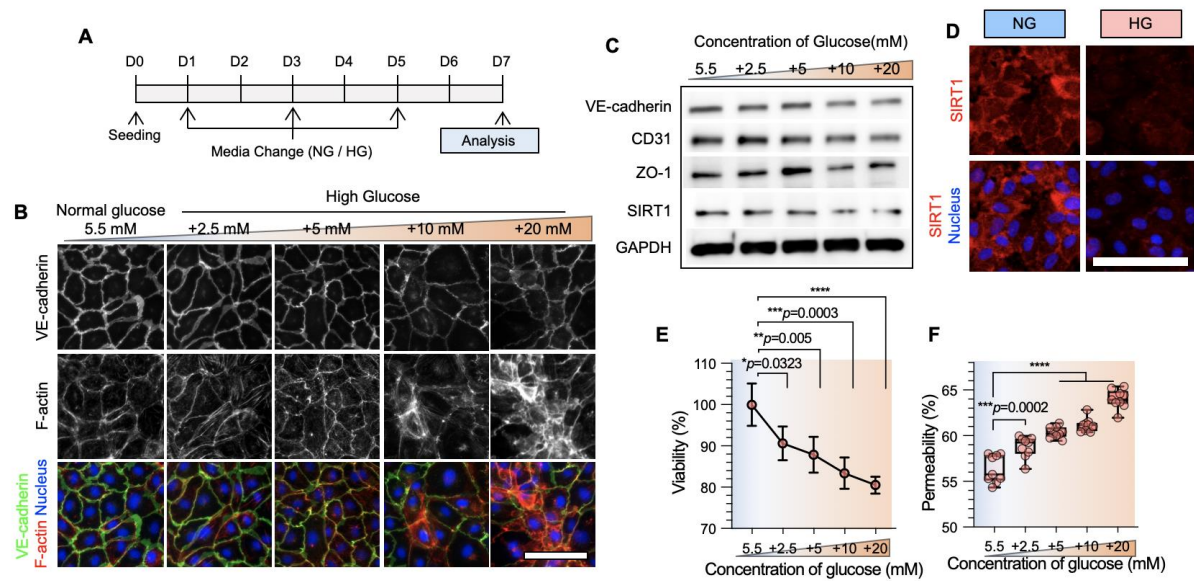 A
D0 D1 D2 D3 D4 D5 D6 D7
Seeding
Media Change (NG / HG)
Analysis
B
Normal glucose
High Glucose
5.5 mM +2.5 mM +5 mM +10 mM +20 mM
VE-cadherin
F-actin
VE-cadherin
F-actin Nucleus
C
Concentration of Glucose(mM)
5.5 +2.5 +5 +10 +20
VE-cadherin
CD31
ZO-1
SIRT1
GAPDH
D
NG HG
SIRT1
SIRT1
Nucleus
E
****
***p=0.0003
**p=0.005
*p=0.0323
Viability (%)
110
100
90
80
70
5.5 +2.5 +5 +10 +20
Concentration of glucose (mM)
F
****
***p=0.0002
Permeability (%)
65
60
55
50
5.5 +2.5 +5 +10 +20
Concentration of glucose (mM)